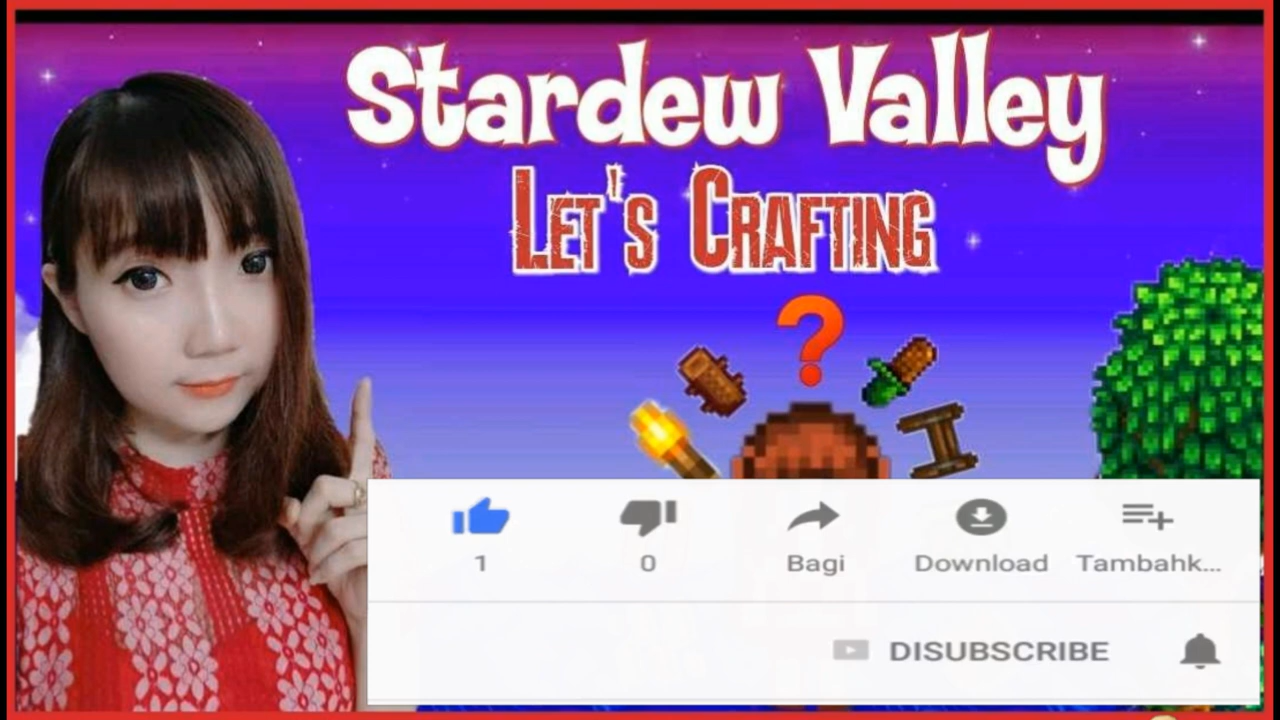 Stardew Valley
LET'S CRAFTING
?
1 0 Bagi Download Tambahk...
DISUBSCRIBE